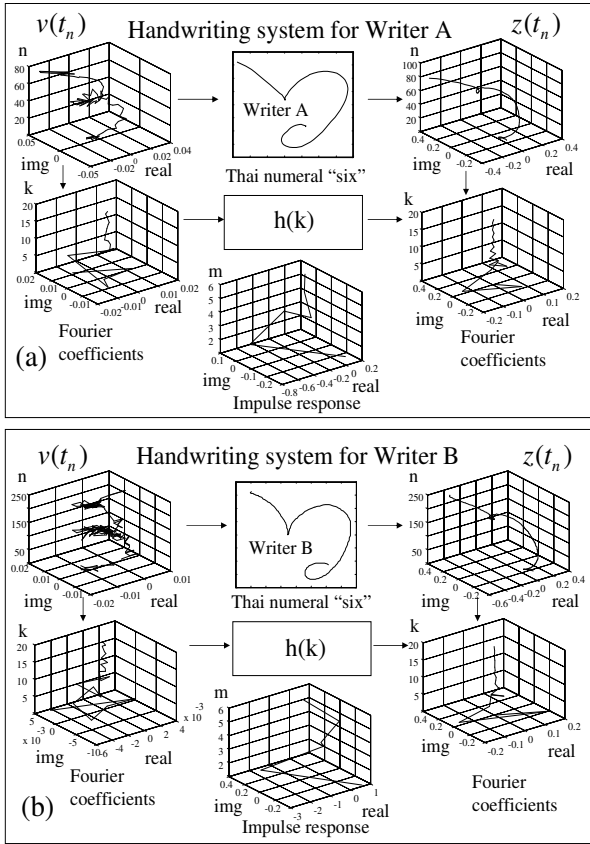 v(t_n) Handwriting system for Writer A z(t_n)
n
80
60
40
20
0.05
0
-0.05
img
-0.02
0
0.02
0.04
real
Writer A
Thai numeral “six”
n
100
80
60
40
20
0.4
0.2
0
-0.2
img
-0.4
-0.2
0
0.2
0.4
real
k
20
15
10
5
0.02
0.01
0
-0.01
img
-0.02
-0.01
0
0.01
0.02
real
Fourier
coefficients
h(k)
m
6
5
4
3
2
1
0.1
0
-0.1
-0.2
img
-0.8
-0.6
-0.4
-0.2
0
0.2
real
Impulse response
k
20
15
10
5
0.4
0.2
0
-0.2
img
-0.2
-0.1
0
0.1
0.2
real
Fourier
coefficients
(a)
v(t_n) Handwriting system for Writer B z(t_n)
n
250
150
50
0.02
0.01
0
-0.01
img
-0.02
-0.01
0
0.01
real
Writer B
Thai numeral “six”
n
250
150
50
0.4
0.2
0
-0.2
img
-0.6
-0.4
-0.2
0
0.2
0.4
real
k
20
15
10
5
5
0
-5
-10
x 10 -3
img
-6
-4
-2
0
2
4
x 10 -3
real
Fourier
coefficients
h(k)
m
6
5
4
3
2
1
0.4
0.2
0
-0.2
img
-3
-2
-1
0
1
real
Impulse response
k
20
15
10
5
0.4
0.2
0
-0.2
img
-0.2
-0.1
0
0.1
0.2
real
Fourier
coefficients
(b)